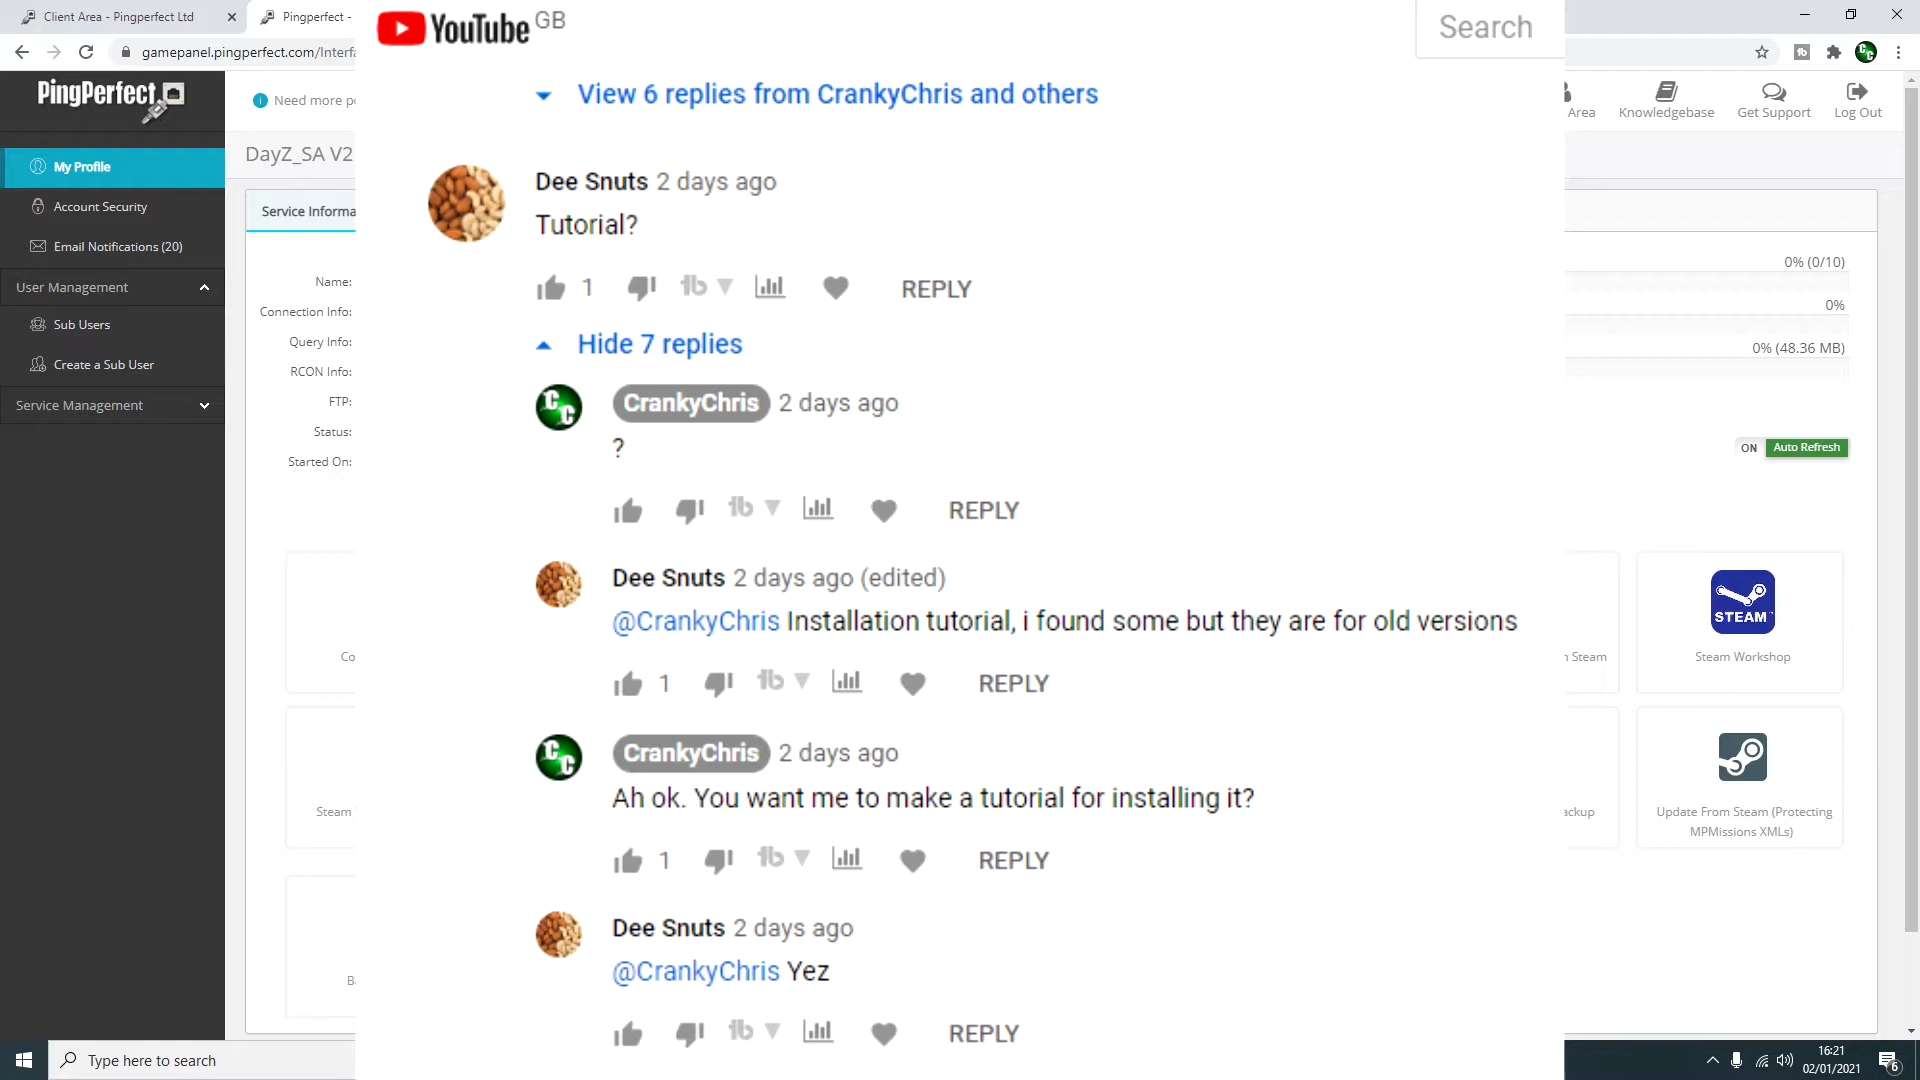 Client Area - Pingperfect Ltd
Pingperfect -
gamepanel.pingperfect.com/Interf
YouTube GB
Search
PingPerfect
Need more p
Area
Knowledgebase
Get Support
Log Out
DayZ_SA V2
My Profile
Account Security
Email Notifications (20)
User Management
Sub Users
Create a Sub User
Service Management
Service Informa
Name:
Connection Info:
Query Info:
RCON Info:
FTP:
Status:
Started On:
View 6 replies from CrankyChris and others
Dee Snuts 2 days ago
Tutorial?
1
REPLY
Hide 7 replies
CrankyChris 2 days ago
?
REPLY
Dee Snuts 2 days ago (edited)
@CrankyChris Installation tutorial, i found some but they are for old versions
1
REPLY
CrankyChris 2 days ago
Ah ok. You want me to make a tutorial for installing it?
1
REPLY
Dee Snuts 2 days ago
@CrankyChris Yez
REPLY
0% (0/10)
0%
0% (48.36 MB)
ON
Auto Refresh
Co
Steam
STEAM
n Steam
Steam Workshop
ackup
Update From Steam (Protecting
MPMissions XMLs)
Type here to search
16:21
02/01/2021
6